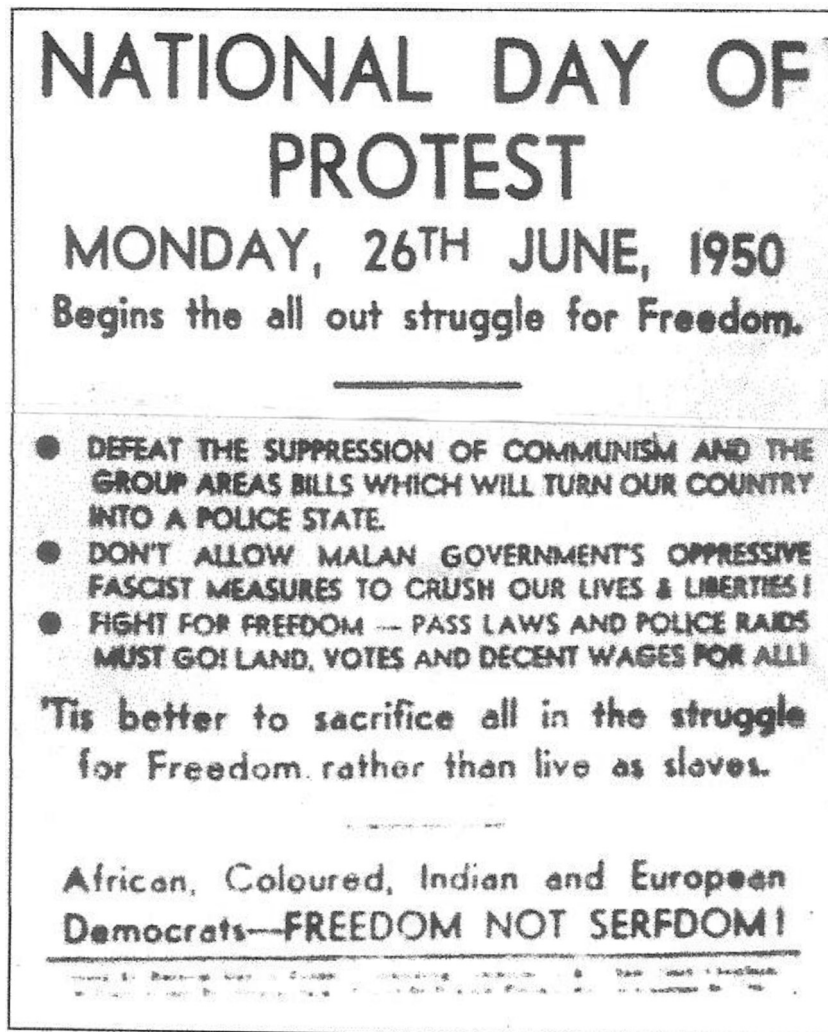 NATIONAL DAY OF
PROTEST
MONDAY, 26TH JUNE, 1950
Begins the all out struggle for Freedom.
● DEFEAT THE SUPPRESSION OF COMMUNISM AND THE
GROUP AREAS BILLS WHICH WILL TURN OUR COUNTRY
INTO A POLICE STATE.
● DON'T ALLOW MALAN GOVERNMENT'S OPPRESSIVE
FASCIST MEASURES TO CRUSH OUR LIVES & LIBERTIES!
● FIGHT FOR FREEDOM — PASS LAWS AND POLICE RAIDS
MUST GO! LAND, VOTES AND DECENT WAGES FOR ALL!
'Tis better to sacrifice all in the struggle
for Freedom rather than live as slaves.
African, Coloured, Indian and European
Democrats—FREEDOM NOT SERFDOM!